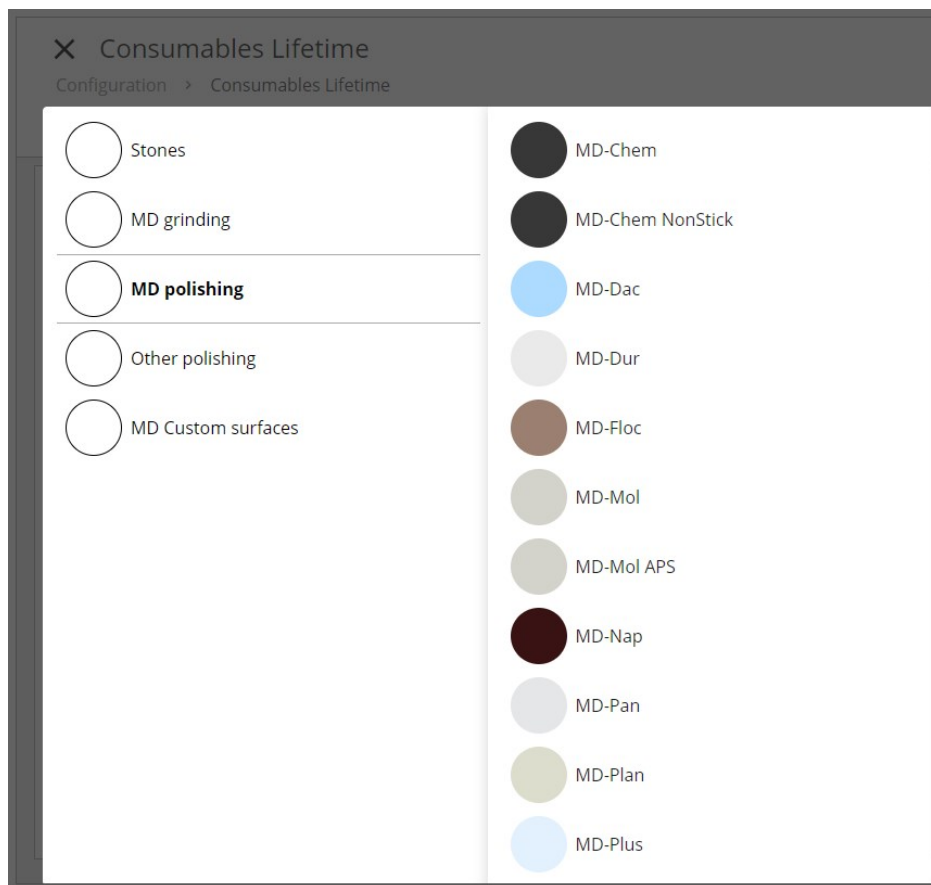 Consumables Lifetime
Configuration > Consumables Lifetime
Stones
MD grinding
MD polishing
Other polishing
MD Custom surfaces
MD-Chem
MD-Chem NonStick
MD-Dac
MD-Dur
MD-Floc
MD-Mol
MD-Mol APS
MD-Nap
MD-Pan
MD-Plan
MD-Plus